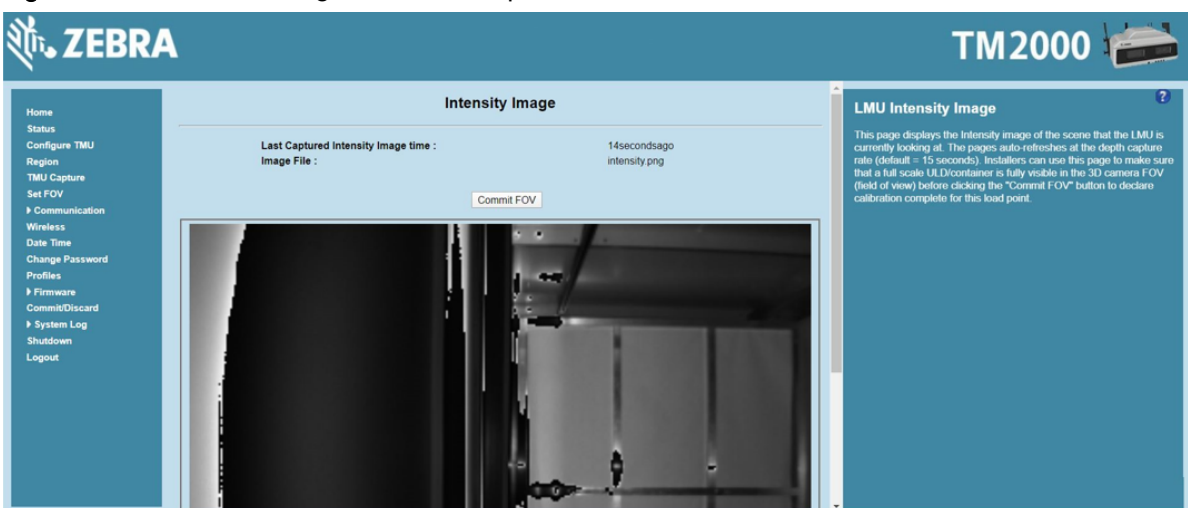 ZEBRA
TM2000
Home
Status
Configure TMU
Region
TMU Capture
Set FOV
Communication
Wireless
Date Time
Change Password
Profiles
Firmware
Commit/Discard
System Log
Shutdown
Logout
Intensity Image
Last Captured Intensity Image time : 14secondsago
Image File : intensity.png
Commit FOV
?
LMU Intensity Image
This page displays the Intensity image of the scene that the LMU is
currently looking at. The pages auto-refreshes at the depth capture
rate (default = 15 seconds). Installers can use this page to make sure
that a full scale ULD/container is fully visible in the 3D camera FOV
(field of view) before clicking the "Commit FOV" button to declare
calibration complete for this load point.